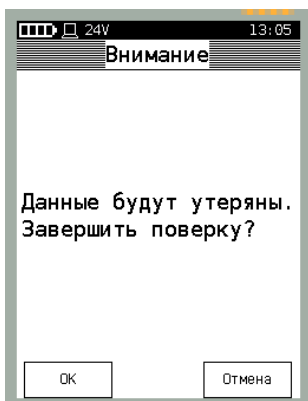 24V 13:05
Внимание
Данные будут утеряны.
Завершить поверку?
OK Отмена